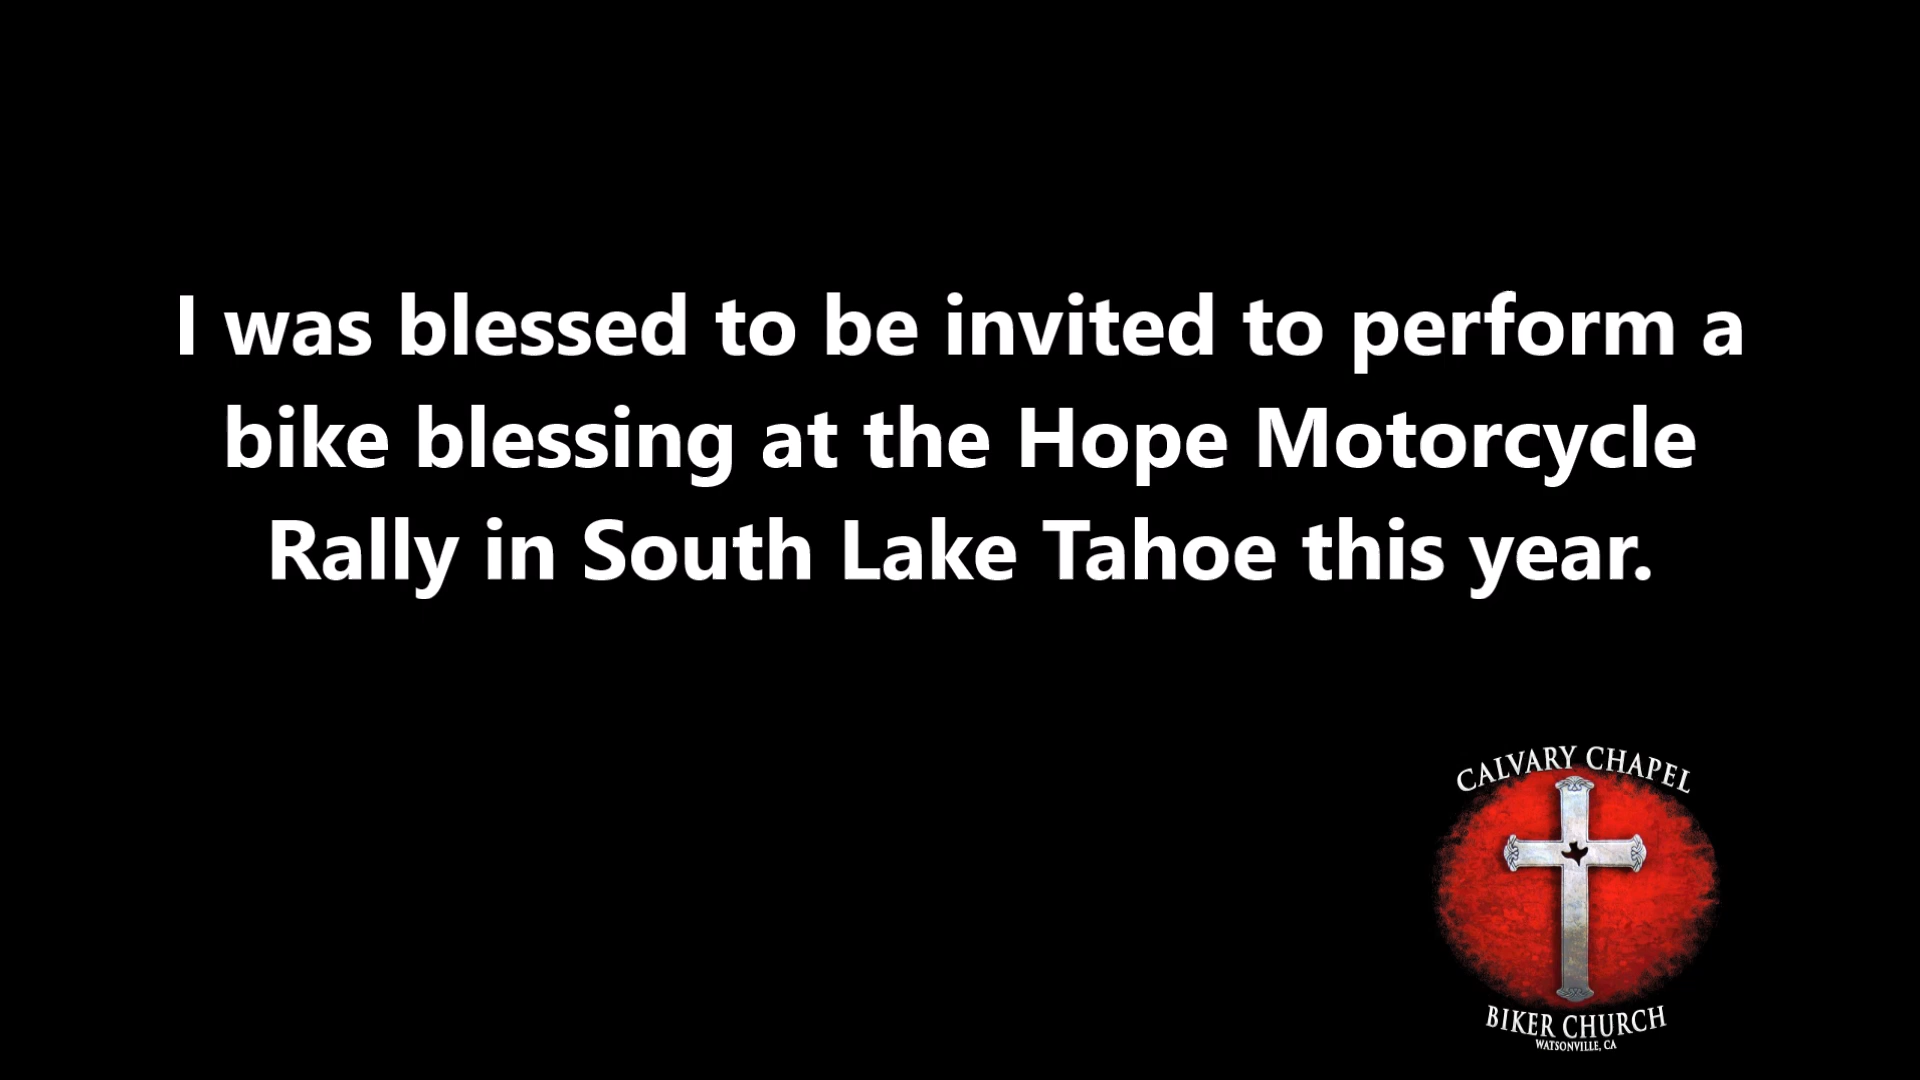 I was blessed to be invited to perform a
bike blessing at the Hope Motorcycle
Rally in South Lake Tahoe this year.
CALVARY CHAPEL
BIKER CHURCH
WATSONVILLE, CA